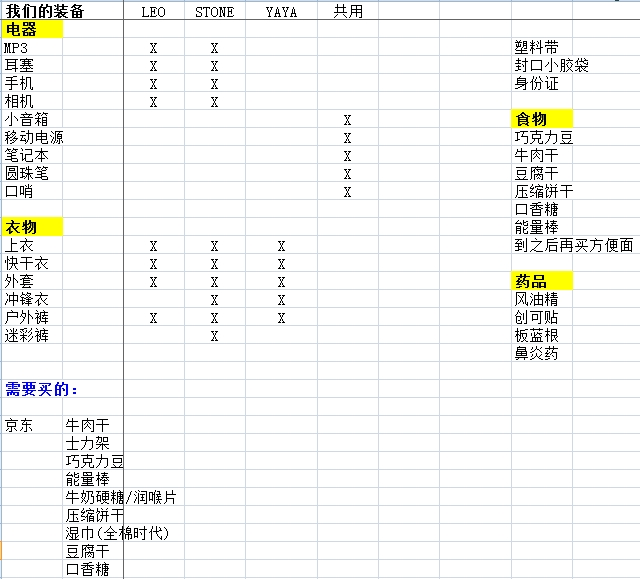 我们的装备 LEO STONE YAYA 共用
电器
MP3 X X 塑料带
耳塞 X X 封口小胶袋
手机 X X 身份证
相机 X X
小音箱 X 食物
移动电源 X 巧克力豆
笔记本 X 牛肉干
圆珠笔 X 豆腐干
口哨 X 压缩饼干
口香糖
衣物 能量棒
上衣 X X X 到之后再买方便面
快干衣 X X X
外套 X X X 药品
冲锋衣 X X 风油精
户外裤 X X X 创可贴
迷彩裤 X 板蓝根
鼻炎药
需要买的：
京东 牛肉干
士力架
巧克力豆
能量棒
牛奶硬糖/润喉片
压缩饼干
湿巾(全棉时代)
豆腐干
口香糖